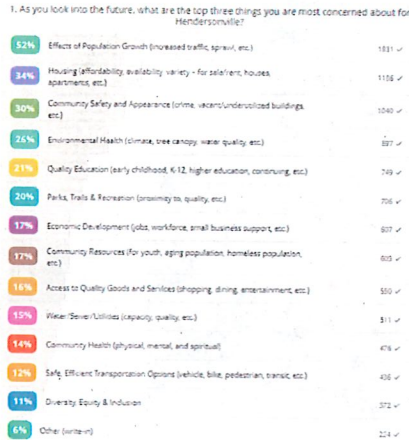 1. As you look into the future, what are the top three things you are most concerned about for
Hendersonville?
52% Effects of Population Growth (increased traffic, sprawl, etc.) 1831 ✓
34% Housing (affordability, availability, variety - for sale/rent, houses,
apartments, etc.) 1186 ✓
30% Community Safety and Appearance (crime, vacant/underutilized buildings,
etc.) 1040 ✓
26% Environmental Health (climate, tree canopy, water quality, etc.) ✓
21% Quality Education (early childhood, K-12, higher education, continuing, etc.) 749 ✓
20% Parks, Trails & Recreation (proximity to, quality, etc.) 706 ✓
17% Economic Development (jobs, workforce, small business support, etc.) 607 ✓
17% Community Resources (for youth, aging population, homeless population,
etc.) 603 ✓
16% Access to Quality Goods and Services (shopping, dining, entertainment, etc.) 550 ✓
15% Water/Sewer/Utilities (capacity, quality, etc.) 511 ✓
14% Community Health (physical, mental, and spiritual) 476 ✓
12% Safe, Efficient Transportation Options (vehicle, bike, pedestrian, transit, etc.) ✓
11% Diversity, Equity & Inclusion 372 ✓
6% Other (write-in) ✓